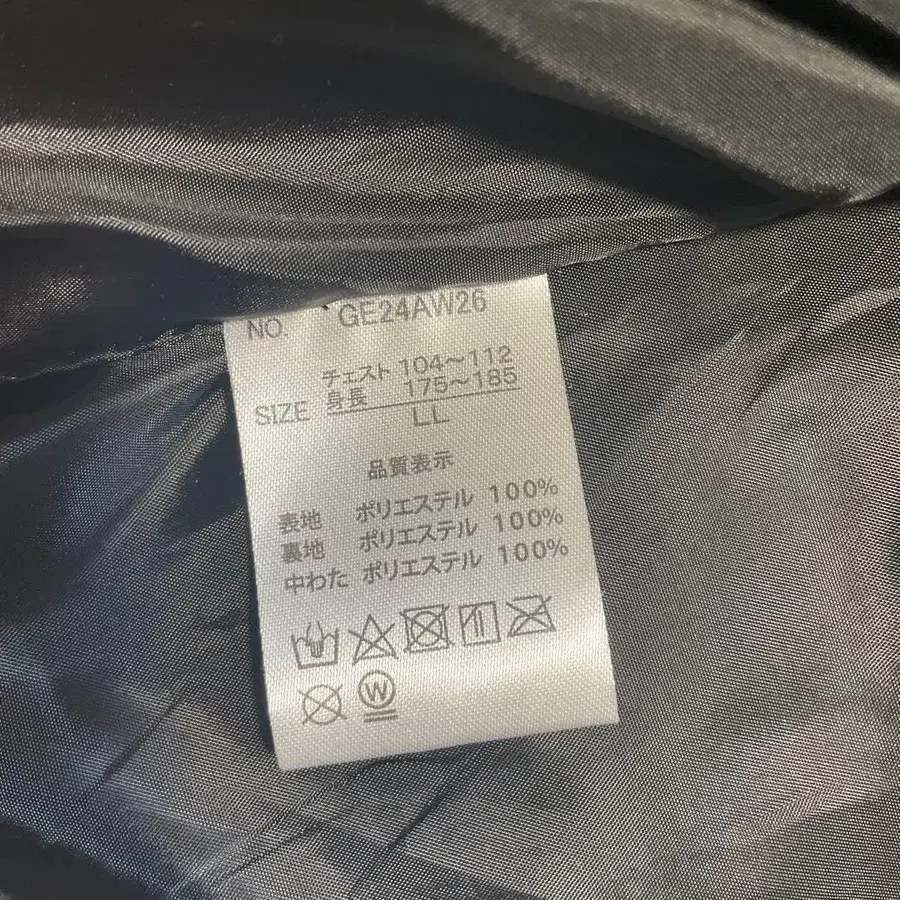 NO. GE24AW26
チェスト 104～112
身長 175～185
SIZE LL
品質表示
表地 ポリエステル 100%
裏地 ポリエステル 100%
中わた ポリエステル 100%
W